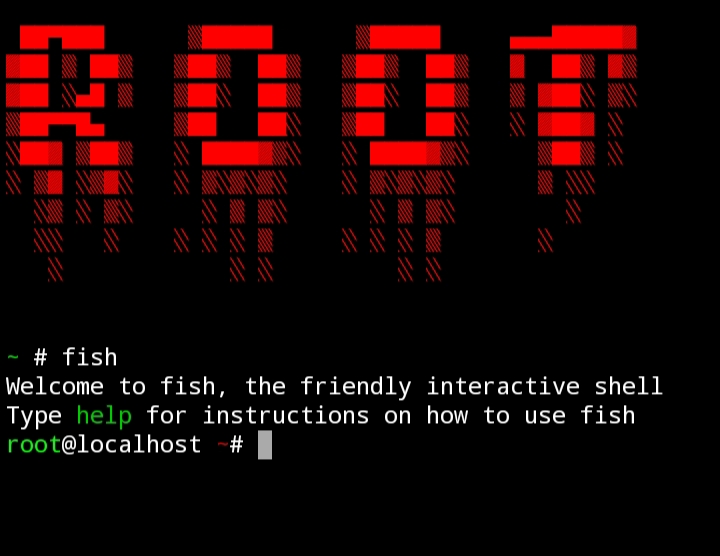 ROOT
~ # fish
Welcome to fish, the friendly interactive shell
Type help for instructions on how to use fish
root@localhost ~#